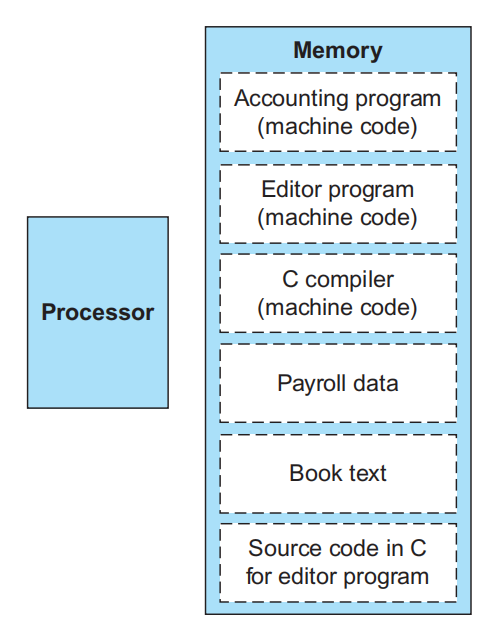 Memory
Accounting program
(machine code)
Editor program
(machine code)
C compiler
(machine code)
Processor
Payroll data
Book text
Source code in C
for editor program